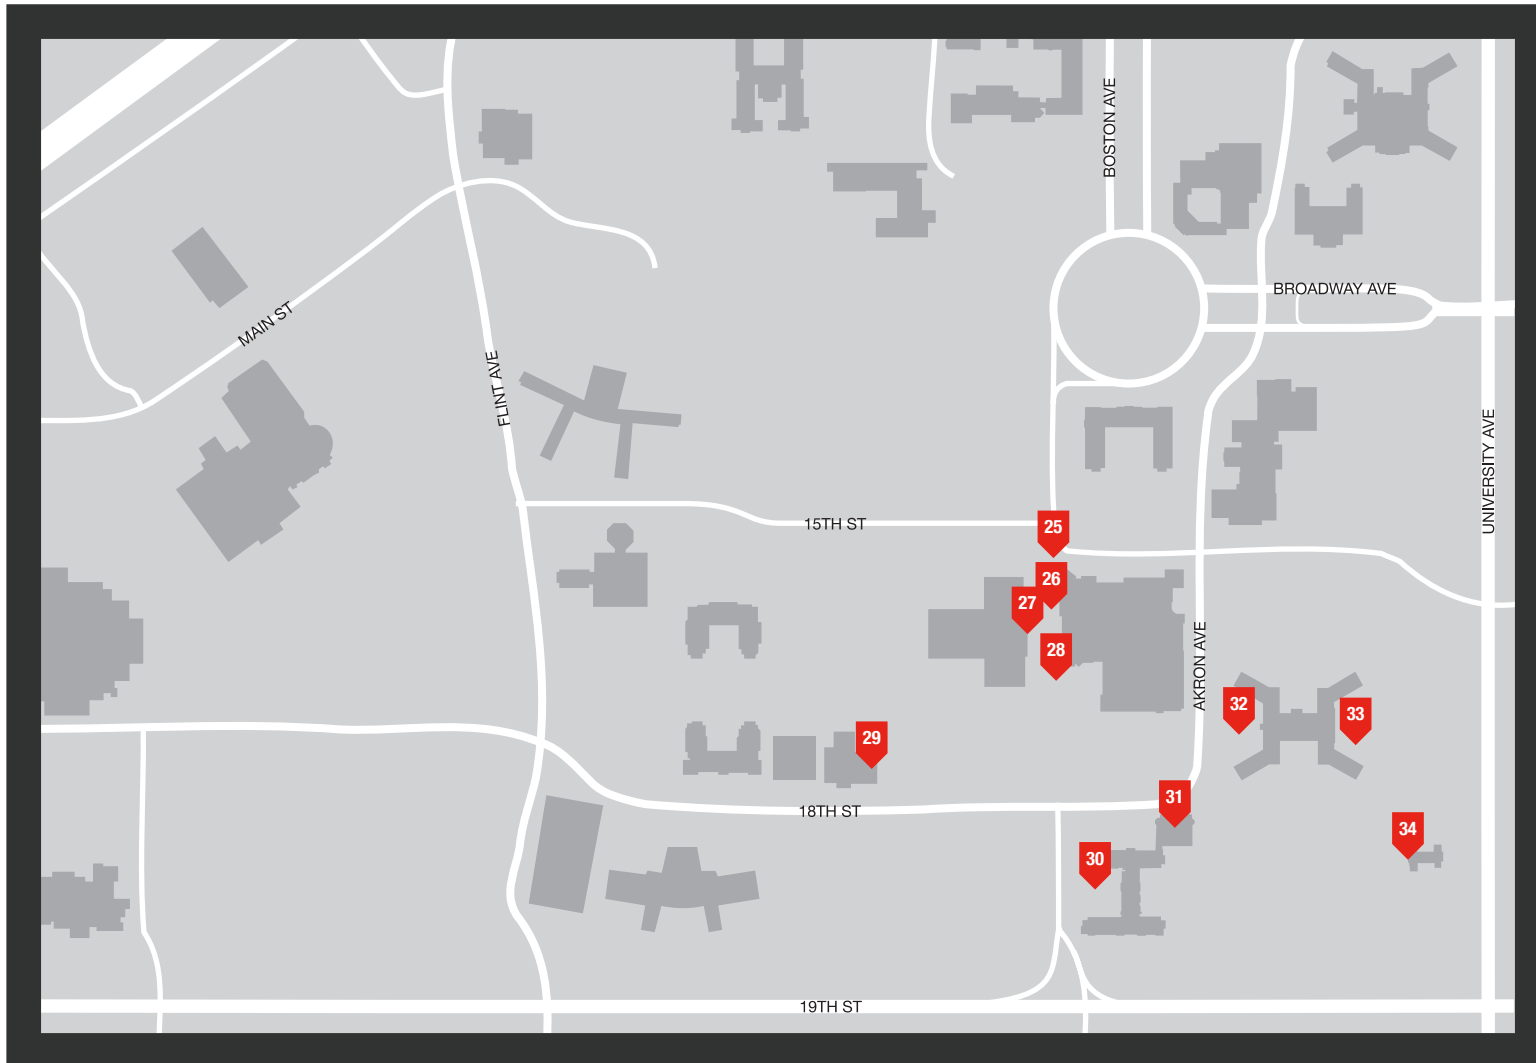 BOSTON AVE
BROADWAY AVE
MAIN ST
FLINT AVE
UNIVERSITY AVE
15TH ST
25
26
27
28
AKRON AVE
32
33
29
31
18TH ST
34
30
19TH ST